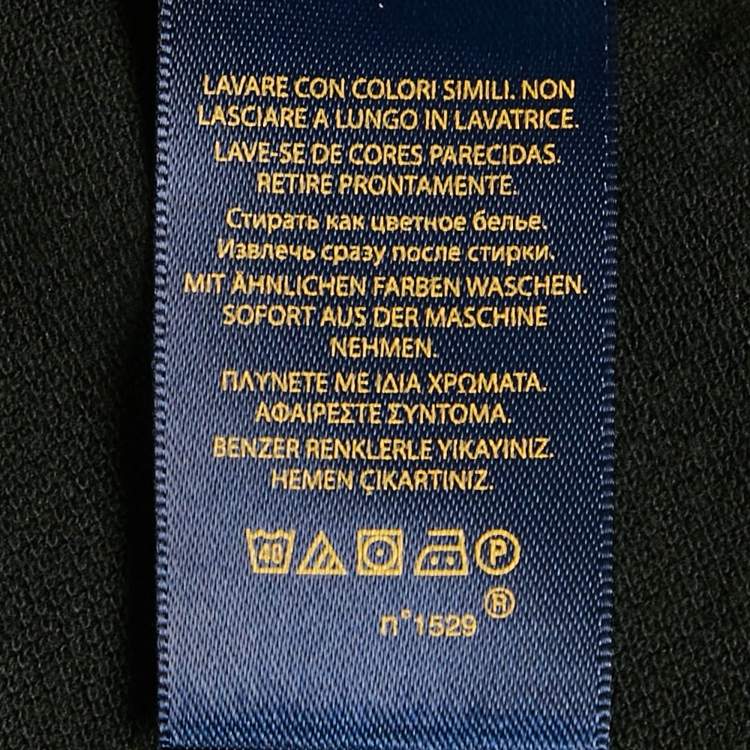 LAVARE CON COLORI SIMILI. NON
LASCIARE A LUNGO IN LAVATRICE.
LAVE-SE DE CORES PARECIDAS.
RETIRE PRONTAMENTE.
Стирать как цветное белье.
Извлечь сразу после стирки.
MIT ÄHNLICHEN FARBEN WASCHEN.
SOFORT AUS DER MASCHINE
NEHMEN.
ΠΛΥΝΕΤΕ ΜΕ ΙΔΙΑ ΧΡΩΜΑΤΑ.
ΑΦΑΙΡΕΣΤΕ ΣΥΝΤΟΜΑ.
BENZER RENKLERLE YIKAYINIZ.
HEMEN ÇIKARTINIZ.
40 P
n°1529 ®